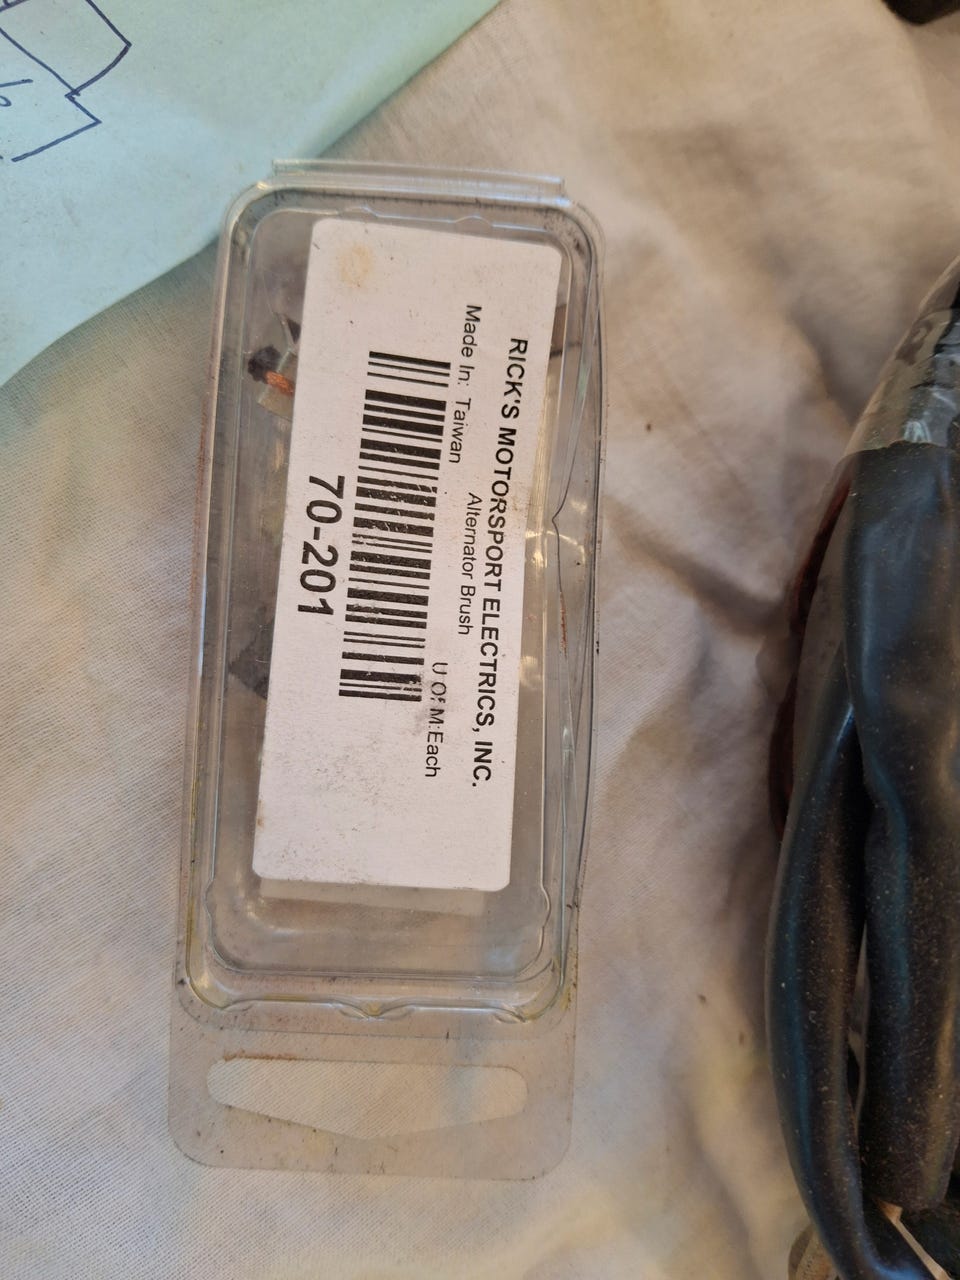 RICK'S MOTORSPORT ELECTRICS, INC.
Made In: Taiwan
Alternator Brush
U Of M:Each
70-201